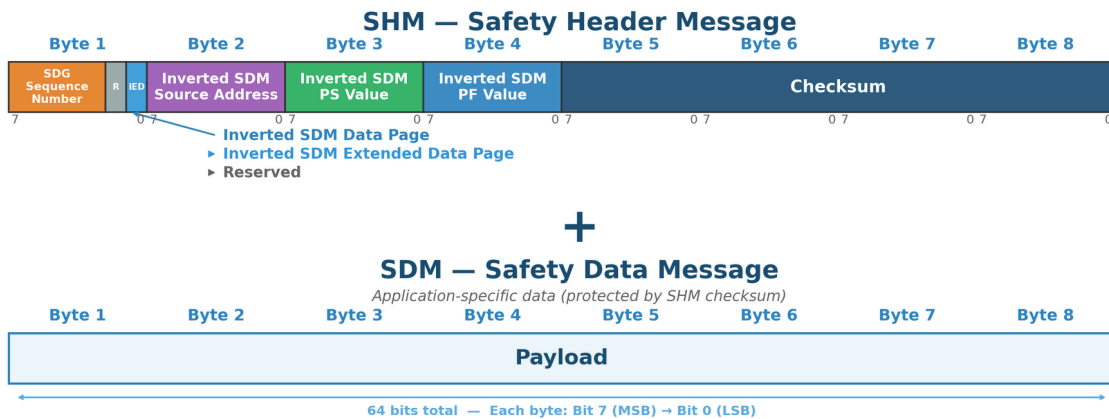 SHM — Safety Header Message
Byte 1 Byte 2 Byte 3 Byte 4 Byte 5 Byte 6 Byte 7 Byte 8
SDG
Sequence
Number
R
IED
Inverted SDM
Source Address
Inverted SDM
PS Value
Inverted SDM
PF Value
Checksum
7 0 7 0 7 0 7 0 7 0 7 0 7 0 7 0
Inverted SDM Data Page
► Inverted SDM Extended Data Page
► Reserved
+
SDM — Safety Data Message
Application-specific data (protected by SHM checksum)
Byte 1 Byte 2 Byte 3 Byte 4 Byte 5 Byte 6 Byte 7 Byte 8
Payload
64 bits total — Each byte: Bit 7 (MSB) → Bit 0 (LSB)